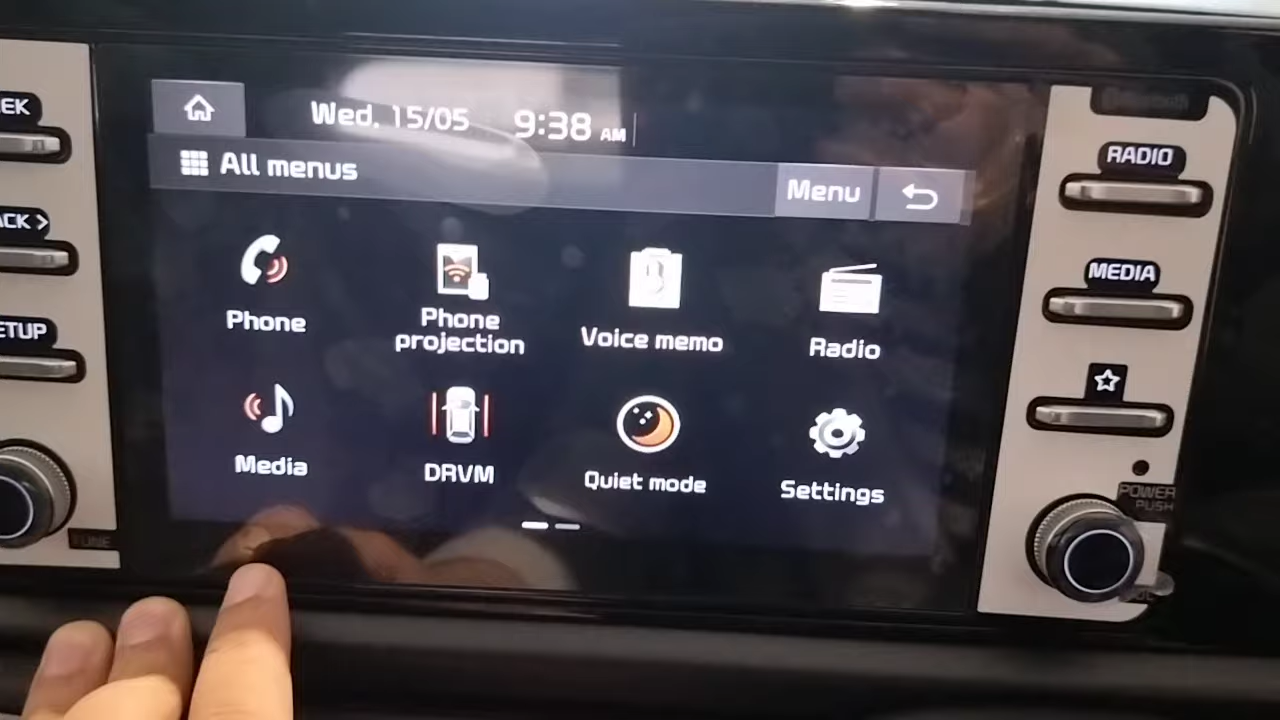 EK
Wed, 15/05 9:38 AM
RADIO
All menus
Menu
ACK >
MEDIA
Phone
Phone
projection
Voice memo
Radio
ETUP
Media
DRVM
Quiet mode
Settings
POWER
PUSH
TUNE